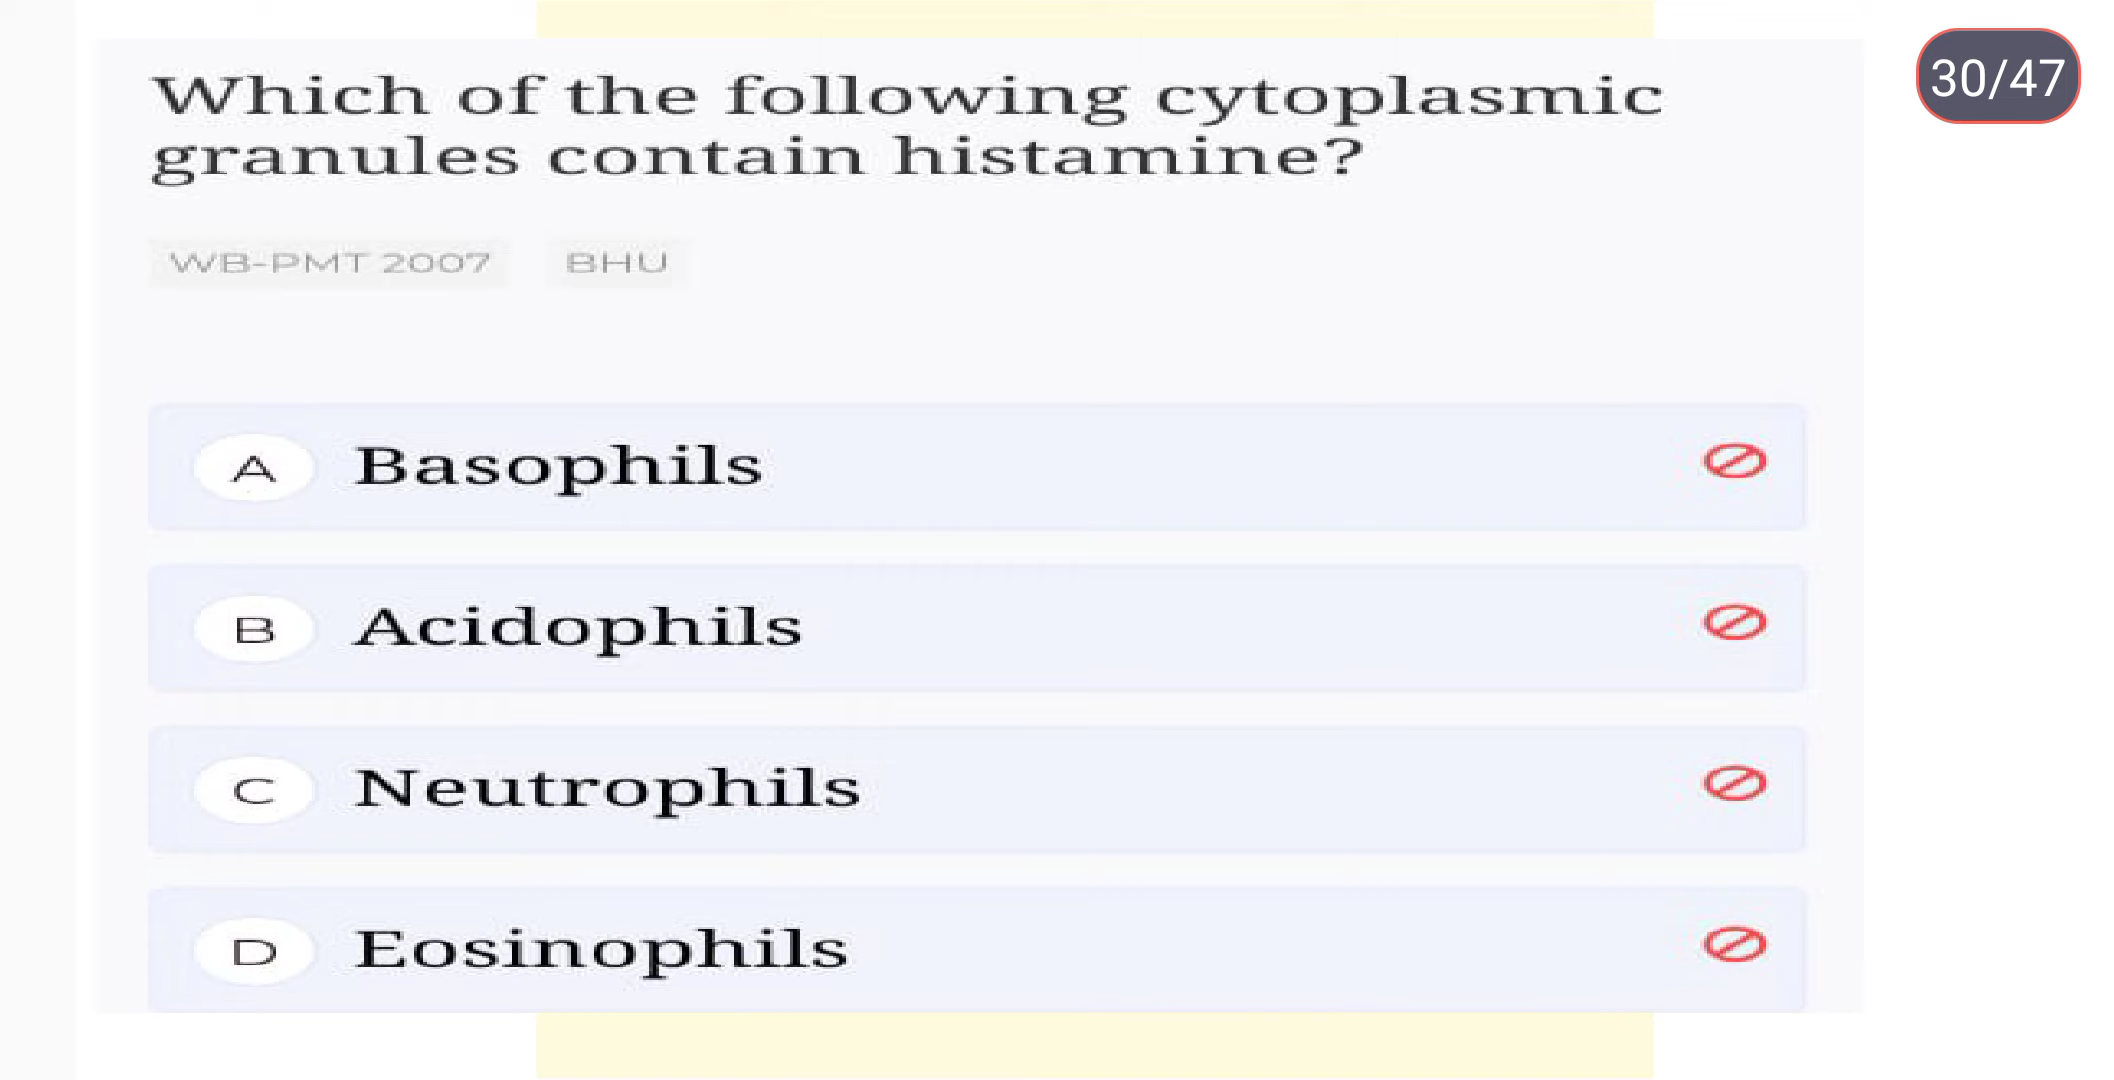 30/47
Which of the following cytoplasmic
granules contain histamine?
WB-PMT 2007 BHU
A Basophils
B Acidophils
C Neutrophils
D Eosinophils